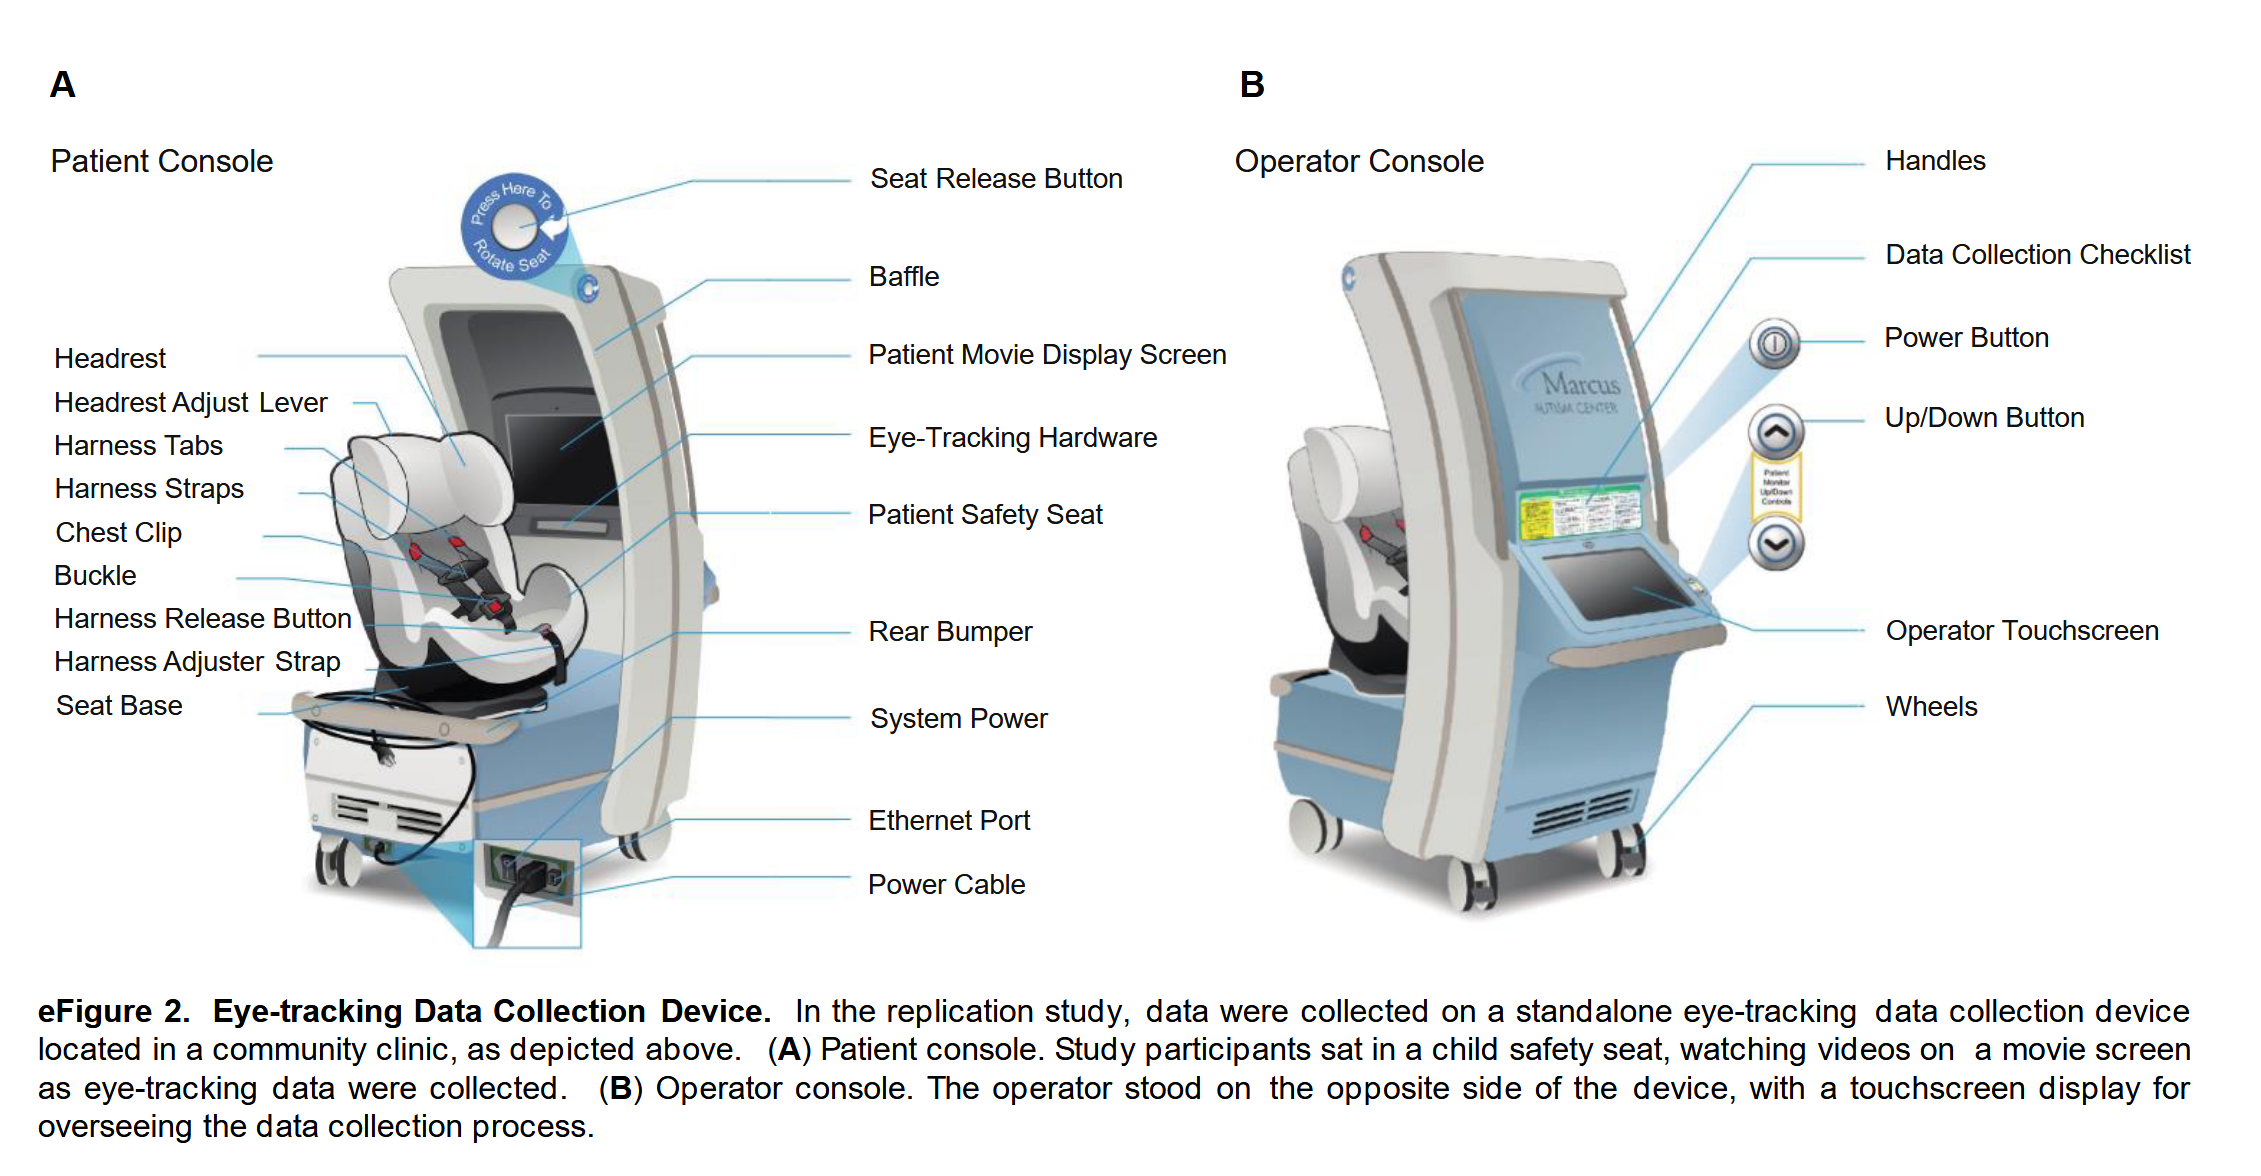 A
Patient Console
Press Here To
Rotate Seat
Seat Release Button
Baffle
Patient Movie Display Screen
Eye-Tracking Hardware
Patient Safety Seat
Rear Bumper
System Power
Ethernet Port
Power Cable
Headrest
Headrest Adjust Lever
Harness Tabs
Harness Straps
Chest Clip
Buckle
Harness Release Button
Harness Adjuster Strap
Seat Base
B
Operator Console
Handles
Data Collection Checklist
Power Button
Up/Down Button
Operator Touchscreen
Wheels
Marcus
AUTISM CENTER
Patient
Monitor
Up/Down
Controls
eFigure 2. Eye-tracking Data Collection Device. In the replication study, data were collected on a standalone eye-tracking data collection device
located in a community clinic, as depicted above. (A) Patient console. Study participants sat in a child safety seat, watching videos on a movie screen
as eye-tracking data were collected. (B) Operator console. The operator stood on the opposite side of the device, with a touchscreen display for
overseeing the data collection process.